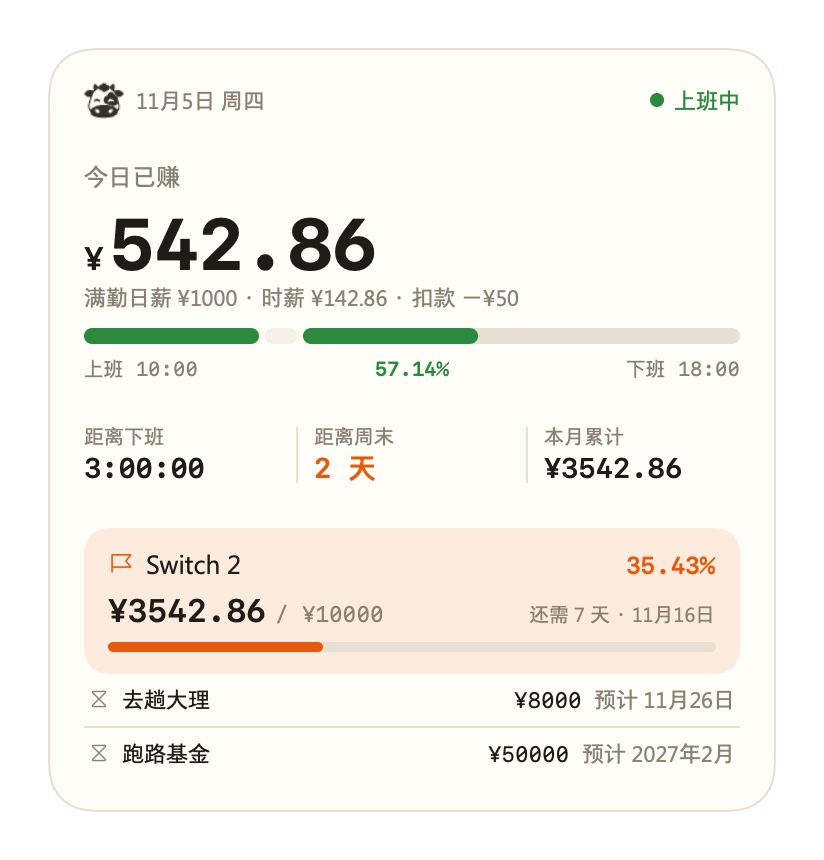 11月5日 周四
上班中
今日已赚
¥542.86
满勤日薪 ¥1000 · 时薪 ¥142.86 · 扣款 −¥50
上班 10:00
57.14%
下班 18:00
距离下班
3:00:00
距离周末
2 天
本月累计
¥3542.86
Switch 2
35.43%
¥3542.86 / ¥10000
还需 7 天 · 11月16日
去趟大理
¥8000 预计 11月26日
跑路基金
¥50000 预计 2027年2月